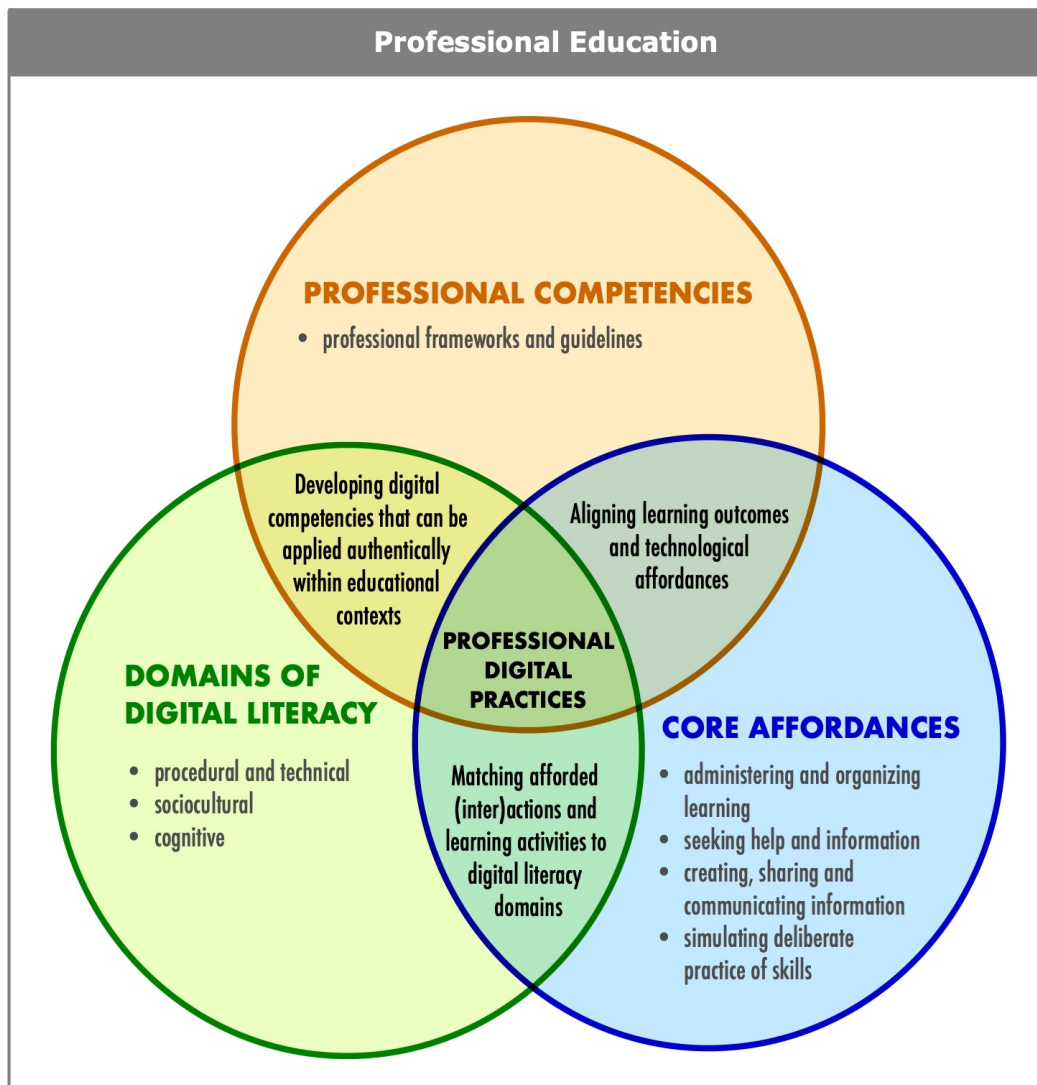 Professional Education
PROFESSIONAL COMPETENCIES
• professional frameworks and guidelines
Developing digital
competencies that can be
applied authentically
within educational
contexts
Aligning learning outcomes
and technological
affordances
PROFESSIONAL
DIGITAL
PRACTICES
DOMAINS OF
DIGITAL LITERACY
• procedural and technical
• sociocultural
• cognitive
Matching afforded
(inter)actions and
learning activities to
digital literacy
domains
CORE AFFORDANCES
• administering and organizing
learning
• seeking help and information
• creating, sharing and
communicating information
• simulating deliberate
practice of skills